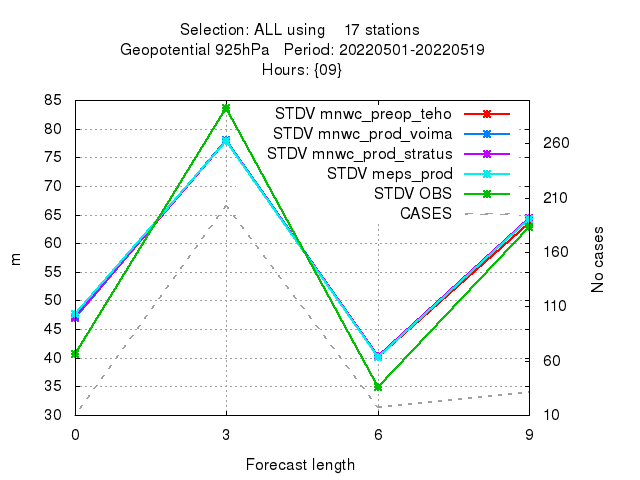 Selection: ALL using    17 stations
Geopotential 925hPa   Period: 20220501-20220519
Hours: {09}
STDV mnwc_preop_teho
STDV mnwc_prod_voima
STDV mnwc_prod_stratus
STDV meps_prod
STDV OBS
CASES
85
80
75
70
65
60
55
50
45
40
35
30
m
260
210
160
110
60
10
No cases
0 3 6 9
Forecast length